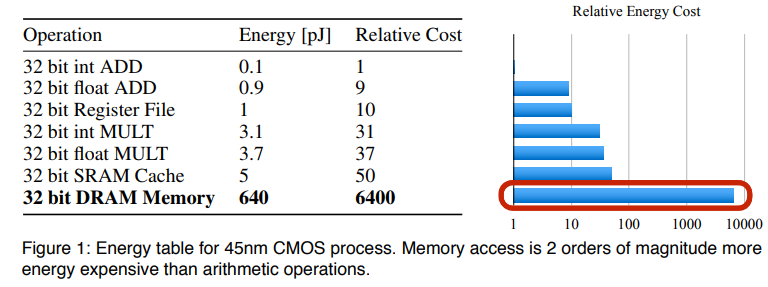 Relative Energy Cost
Operation Energy [pJ] Relative Cost
32 bit int ADD 0.1 1
32 bit float ADD 0.9 9
32 bit Register File 1 10
32 bit int MULT 3.1 31
32 bit float MULT 3.7 37
32 bit SRAM Cache 5 50
32 bit DRAM Memory 640 6400
1 10 100 1000 10000
Figure 1: Energy table for 45nm CMOS process. Memory access is 2 orders of magnitude more
energy expensive than arithmetic operations.